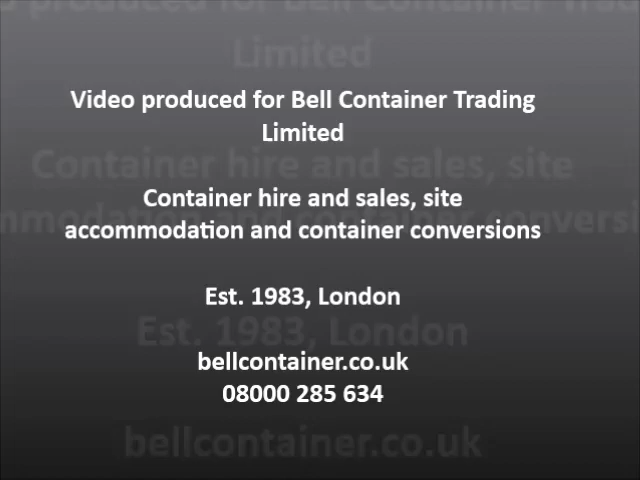 Video produced for Bell Container Trading
Limited
Container hire and sales, site
accommodation and container conversions
Est. 1983, London
bellcontainer.co.uk
08000 285 634